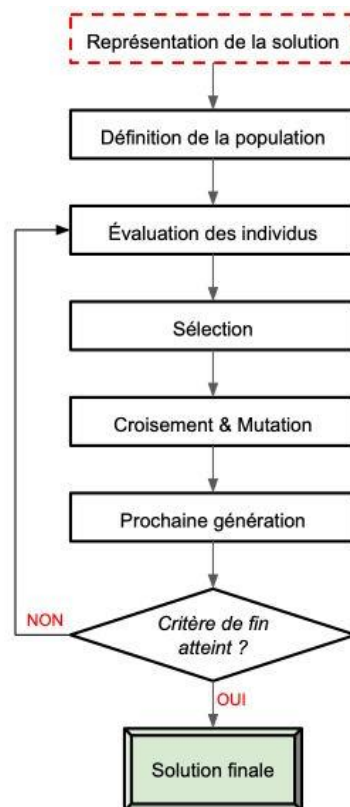 Représentation de la solution
Définition de la population
Évaluation des individus
Sélection
Croisement & Mutation
Prochaine génération
Critère de fin
atteint ?
NON
OUI
Solution finale